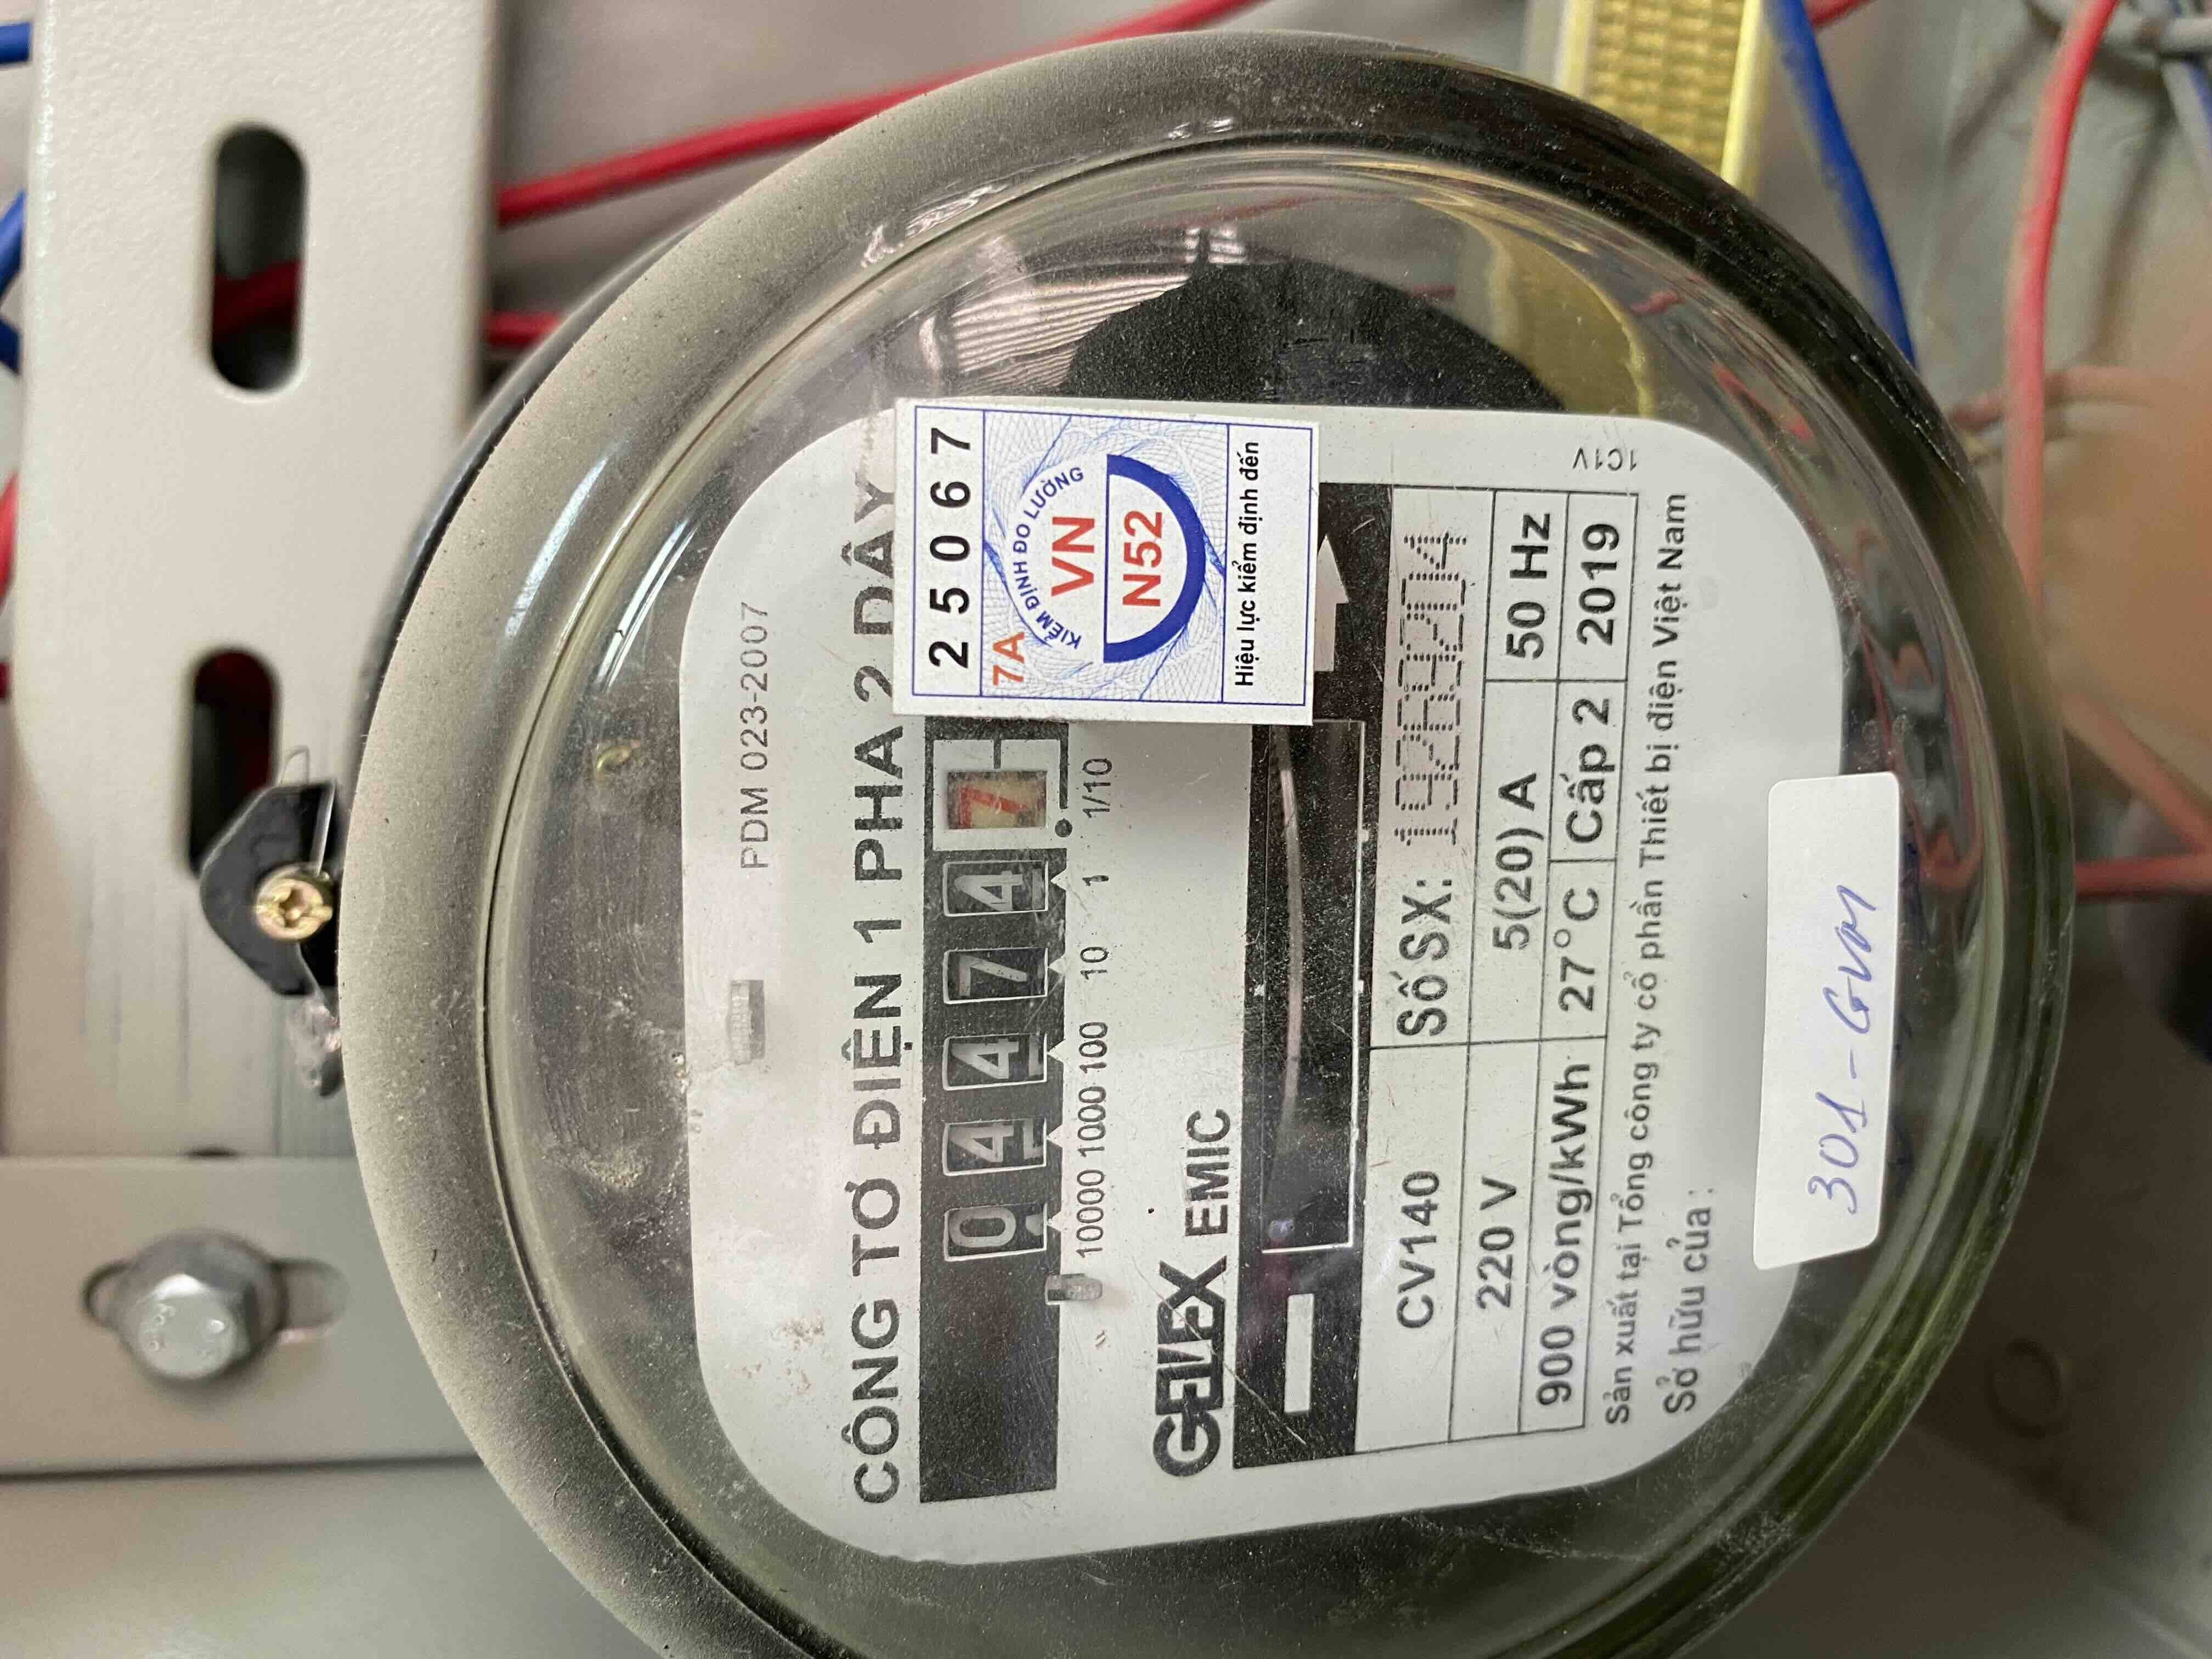 PDM 023-2007
CÔNG TƠ ĐIỆN 1 PHA 2 DÂY
0 4 4 7 4 7
10000 1000 100 10 1 1/10
2 5 0 6 7
7A
KIỂM ĐỊNH ĐO LƯỜNG
VN
N52
Hiệu lực kiểm định đến
GELEX EMIC
CV140 Số SX:
220 V 5(20) A 50 Hz
900 vòng/kWh 27°C Cấp 2 2019
Sản xuất tại Tổng công ty cổ phần Thiết bị điện Việt Nam
Sở hữu của :
1C1V
301 - GVM